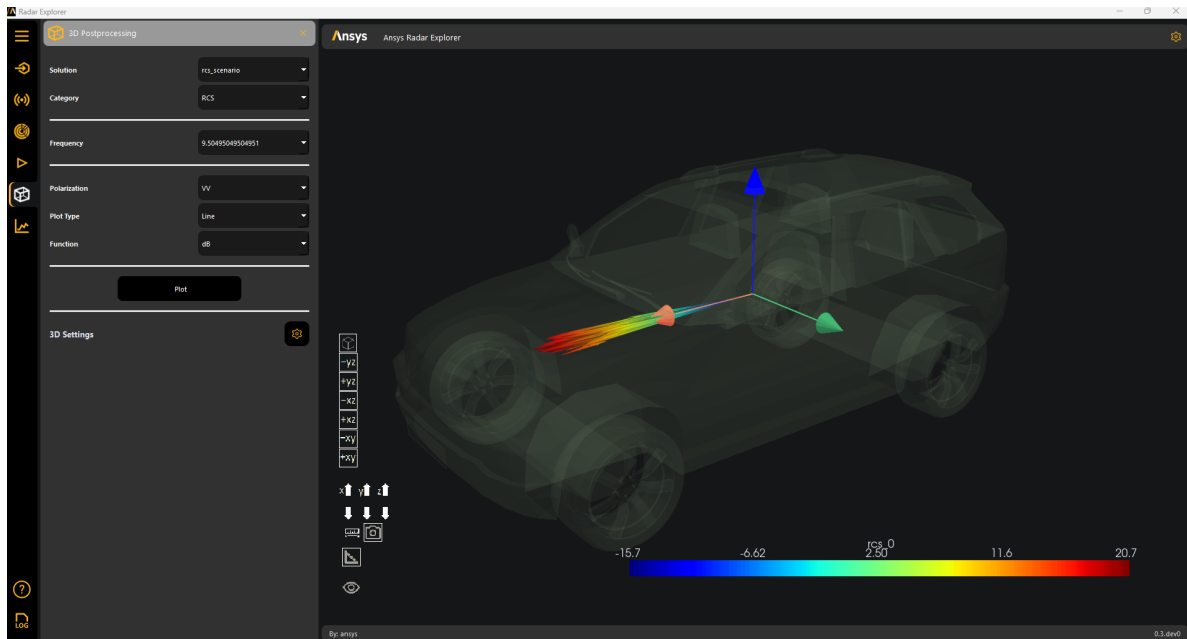 Radar Explorer
3D Postprocessing
Solution
rcs_scenario
Category
RCS
Frequency
9.50495049504951
Polarization
VV
Plot Type
Line
Function
dB
Plot
3D Settings
Ansys
Ansys Radar Explorer
-yz
+yz
-xz
+xz
-xy
+xy
x y z
rcs_0
-15.7 -6.62 2.50 11.6 20.7
?
LOG
By: ansys
0.3.dev0